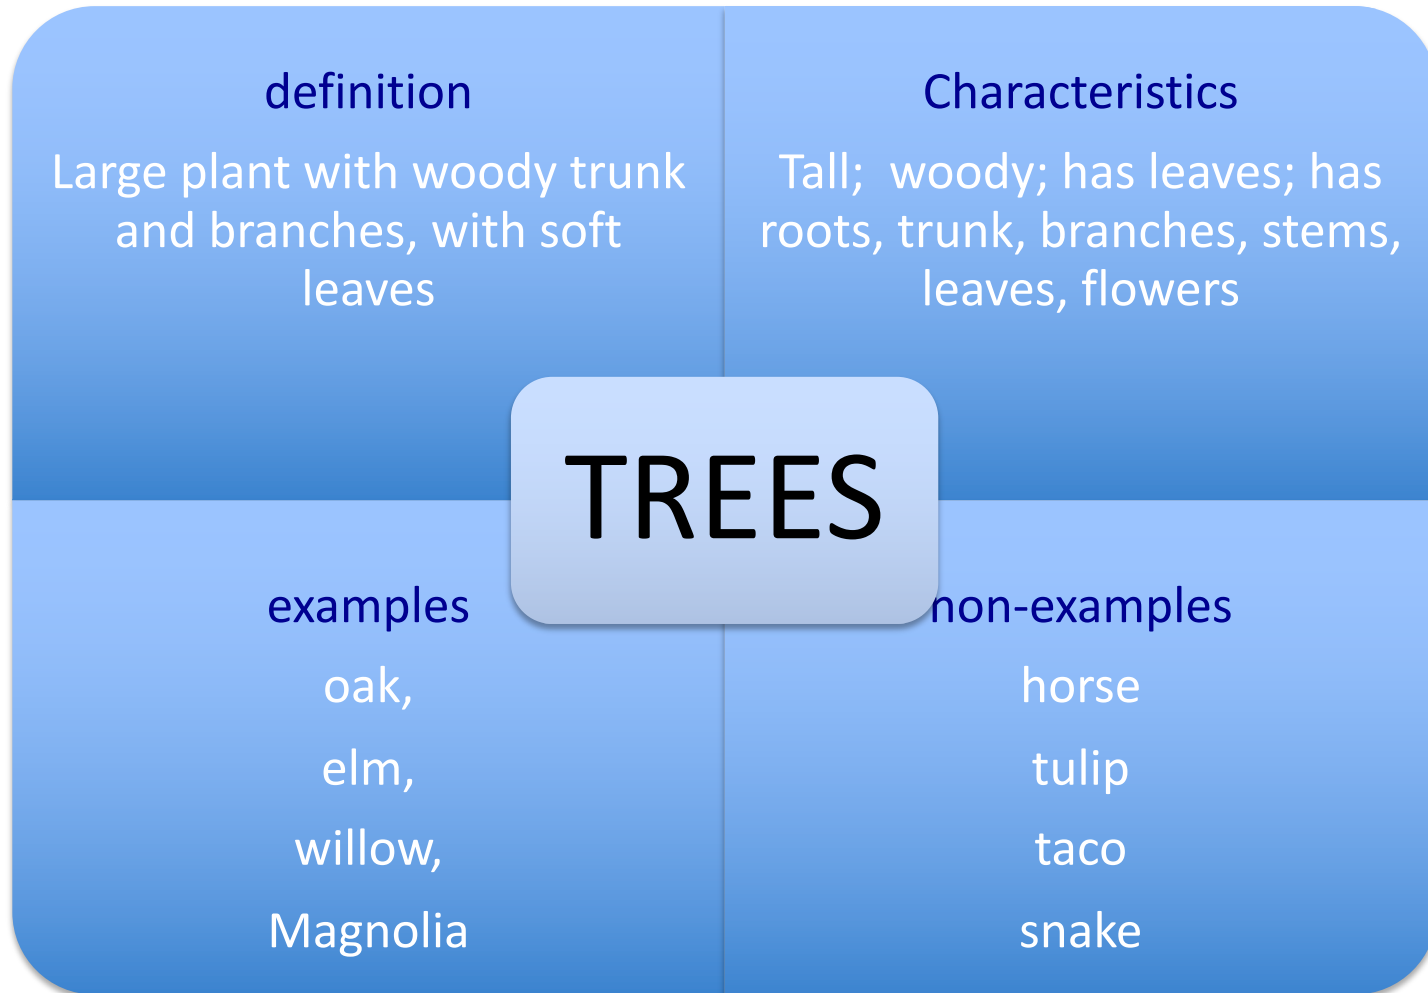 definition
Large plant with woody trunk
and branches, with soft
leaves
Characteristics
Tall;  woody; has leaves; has
roots, trunk, branches, stems,
leaves, flowers
TREES
examples
oak,
elm,
willow,
Magnolia
non-examples
horse
tulip
taco
snake